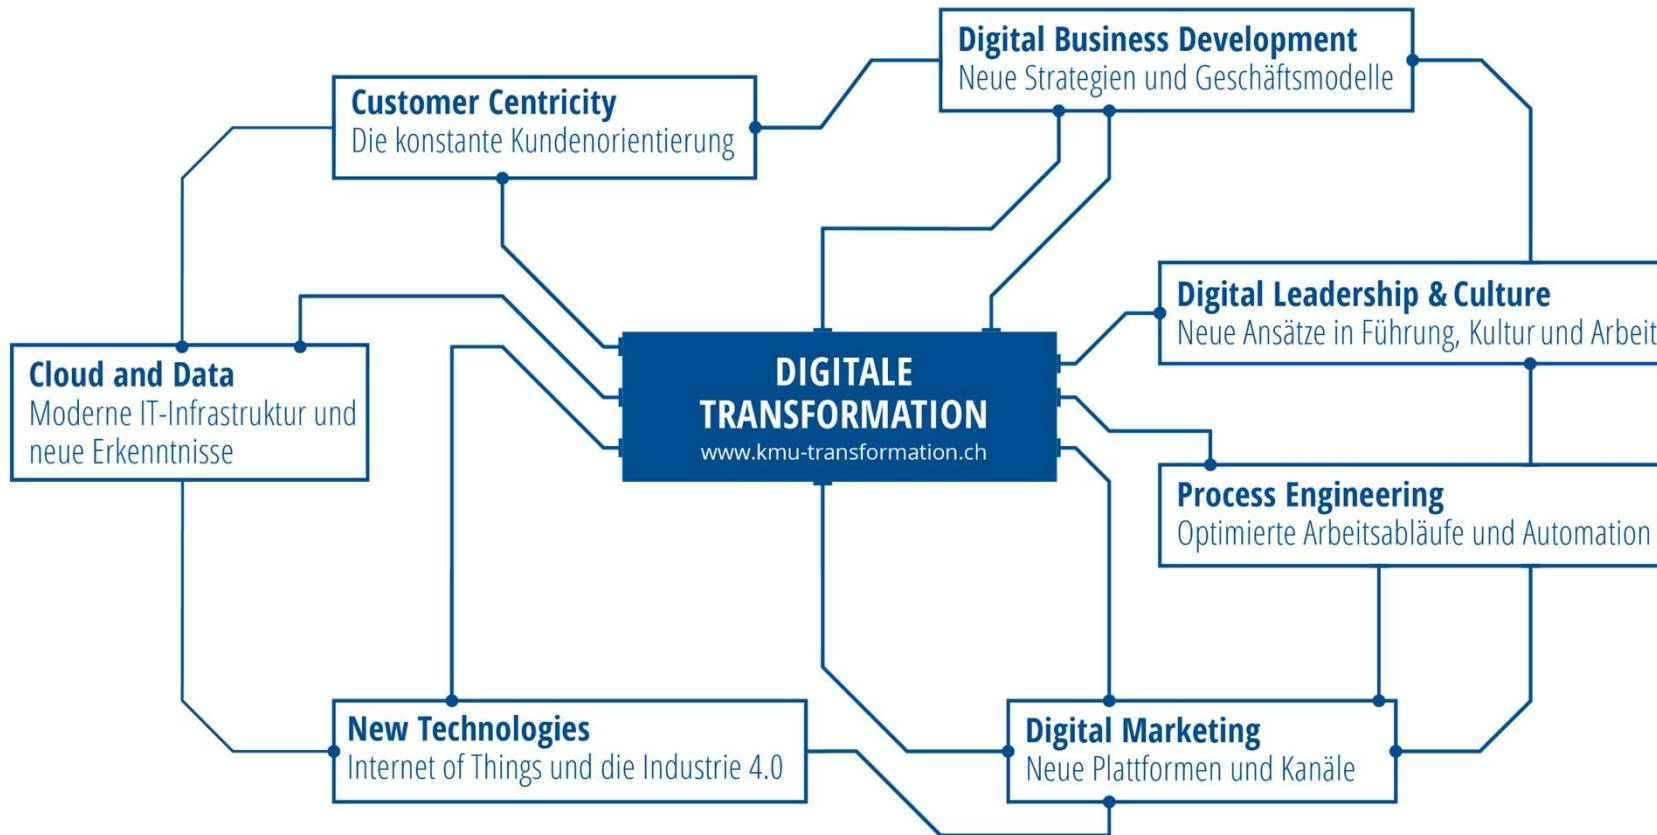 Digital Business Development
Neue Strategien und Geschäftsmodelle
Customer Centricity
Die konstante Kundenorientierung
Digital Leadership & Culture
Neue Ansätze in Führung, Kultur und Arbeit
Cloud and Data
Moderne IT-Infrastruktur und
neue Erkenntnisse
DIGITALE
TRANSFORMATION
www.kmu-transformation.ch
Process Engineering
Optimierte Arbeitsabläufe und Automation
New Technologies
Internet of Things und die Industrie 4.0
Digital Marketing
Neue Plattformen und Kanäle